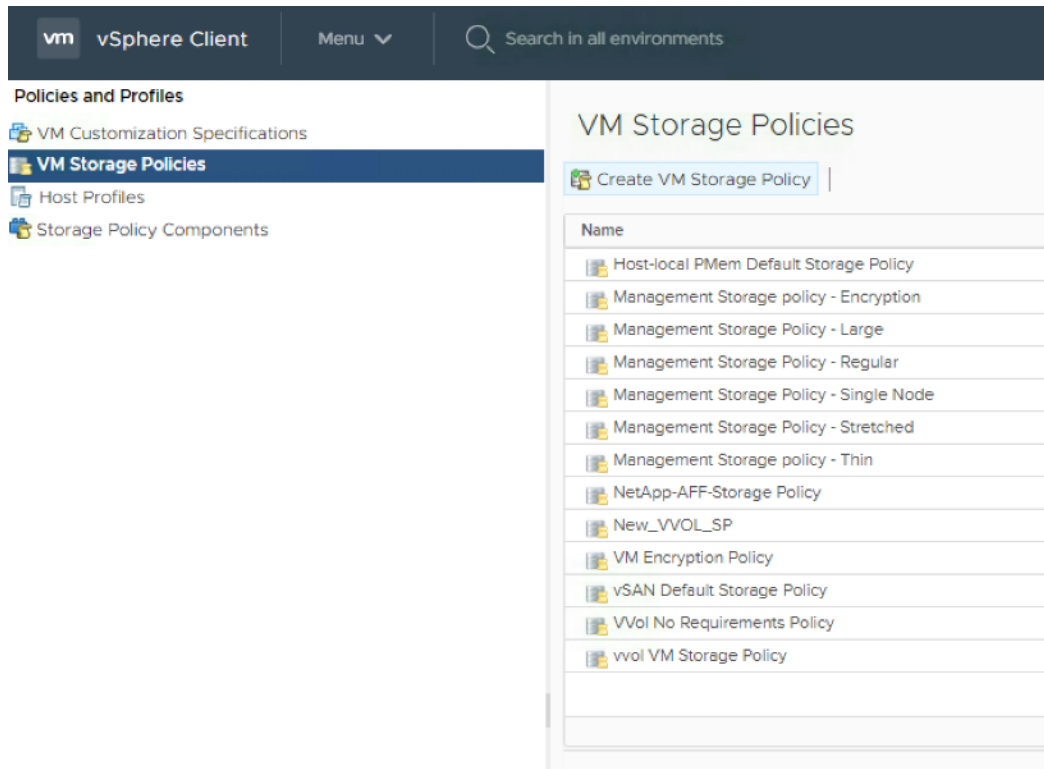 vm vSphere Client Menu Search in all environments
Policies and Profiles
VM Customization Specifications
VM Storage Policies
Host Profiles
Storage Policy Components
VM Storage Policies
Create VM Storage Policy
Name
Host-local PMem Default Storage Policy
Management Storage policy - Encryption
Management Storage Policy - Large
Management Storage Policy - Regular
Management Storage Policy - Single Node
Management Storage Policy - Stretched
Management Storage policy - Thin
NetApp-AFF-Storage Policy
New_VVOL_SP
VM Encryption Policy
vSAN Default Storage Policy
VVol No Requirements Policy
vvol VM Storage Policy